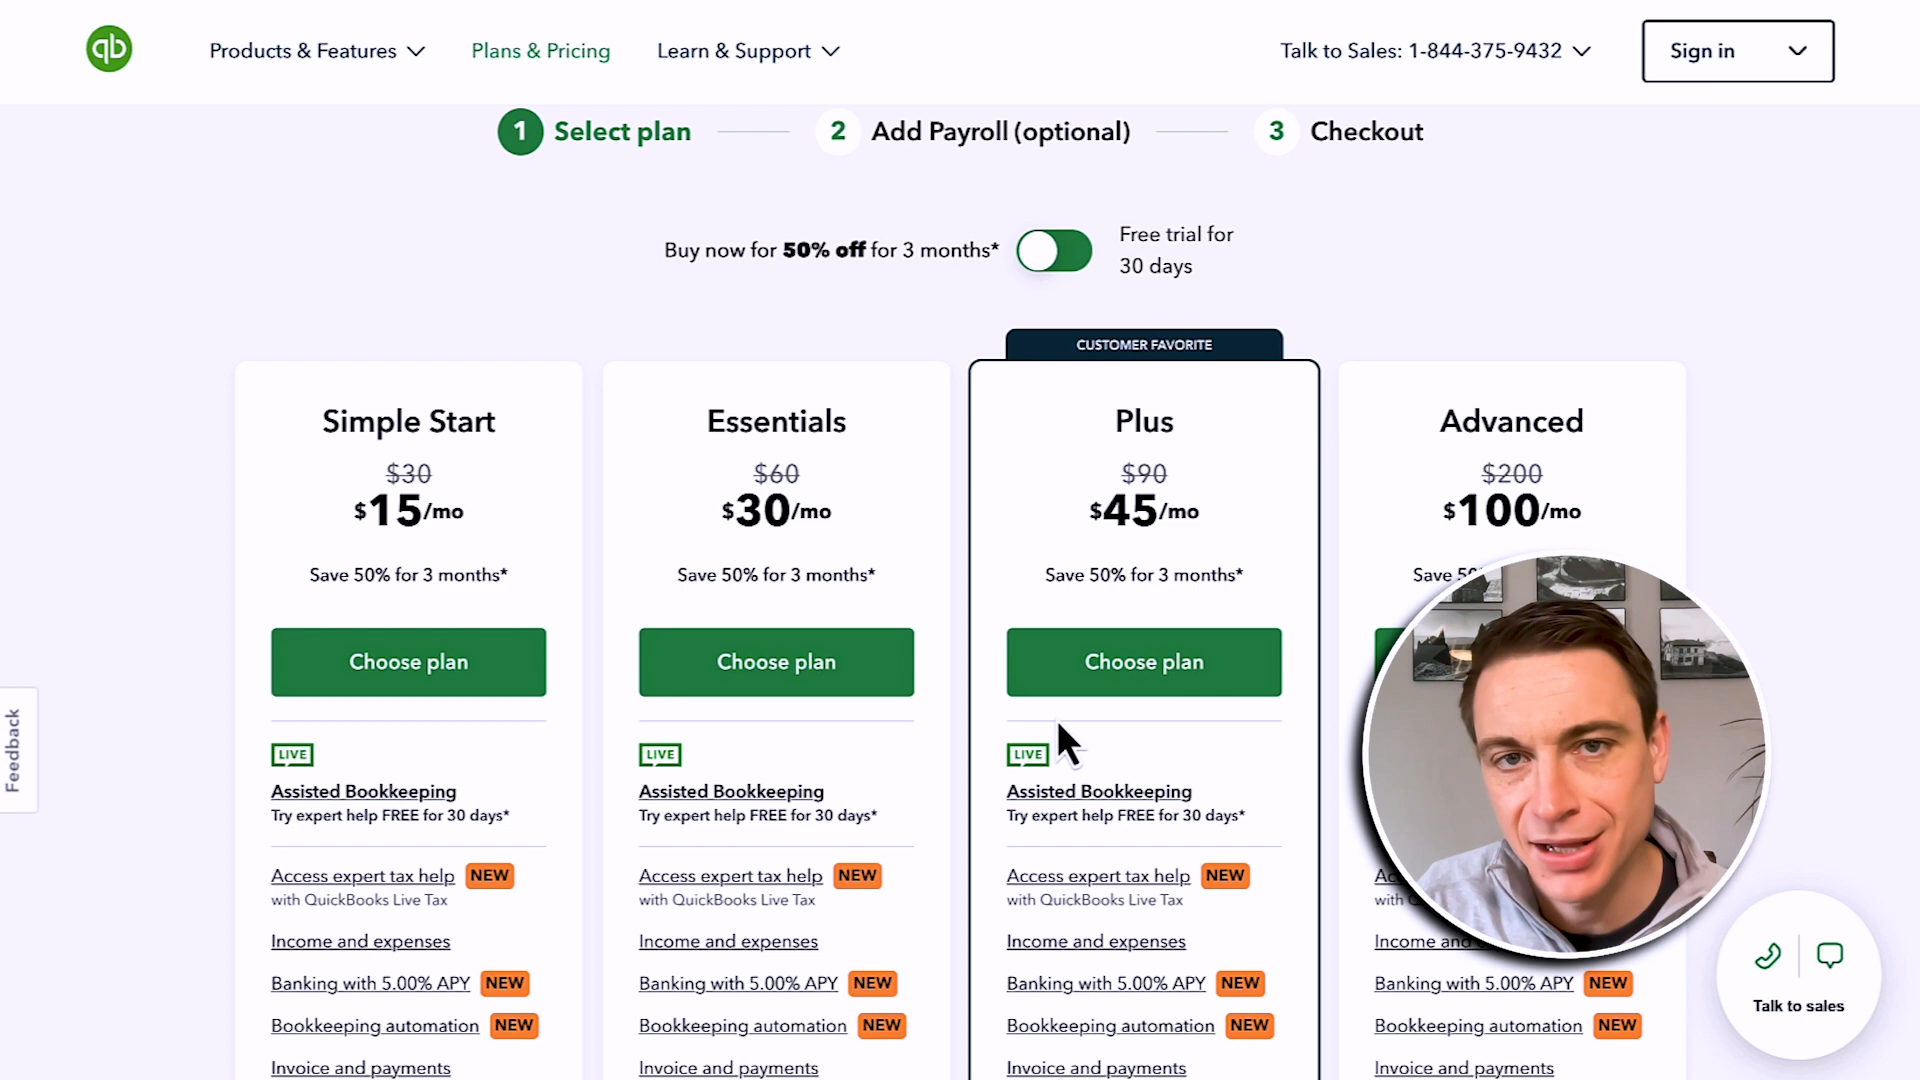 qb
Products & Features
Plans & Pricing
Learn & Support
Talk to Sales: 1-844-375-9432
Sign in
1 Select plan
2 Add Payroll (optional)
3 Checkout
Buy now for 50% off for 3 months*
Free trial for
30 days
CUSTOMER FAVORITE
Simple Start
$30
$15/mo
Save 50% for 3 months*
Choose plan
LIVE
Assisted Bookkeeping
Try expert help FREE for 30 days*
Access expert tax help NEW
with QuickBooks Live Tax
Income and expenses
Banking with 5.00% APY NEW
Bookkeeping automation NEW
Invoice and payments
Essentials
$60
$30/mo
Save 50% for 3 months*
Choose plan
LIVE
Assisted Bookkeeping
Try expert help FREE for 30 days*
Access expert tax help NEW
with QuickBooks Live Tax
Income and expenses
Banking with 5.00% APY NEW
Bookkeeping automation NEW
Invoice and payments
Plus
$90
$45/mo
Save 50% for 3 months*
Choose plan
LIVE
Assisted Bookkeeping
Try expert help FREE for 30 days*
Access expert tax help NEW
with QuickBooks Live Tax
Income and expenses
Banking with 5.00% APY NEW
Bookkeeping automation NEW
Invoice and payments
Advanced
$200
$100/mo
Save
with
Income and
Banking with 5.00% APY NEW
Bookkeeping automation NEW
Invoice and payments
Feedback
Talk to sales